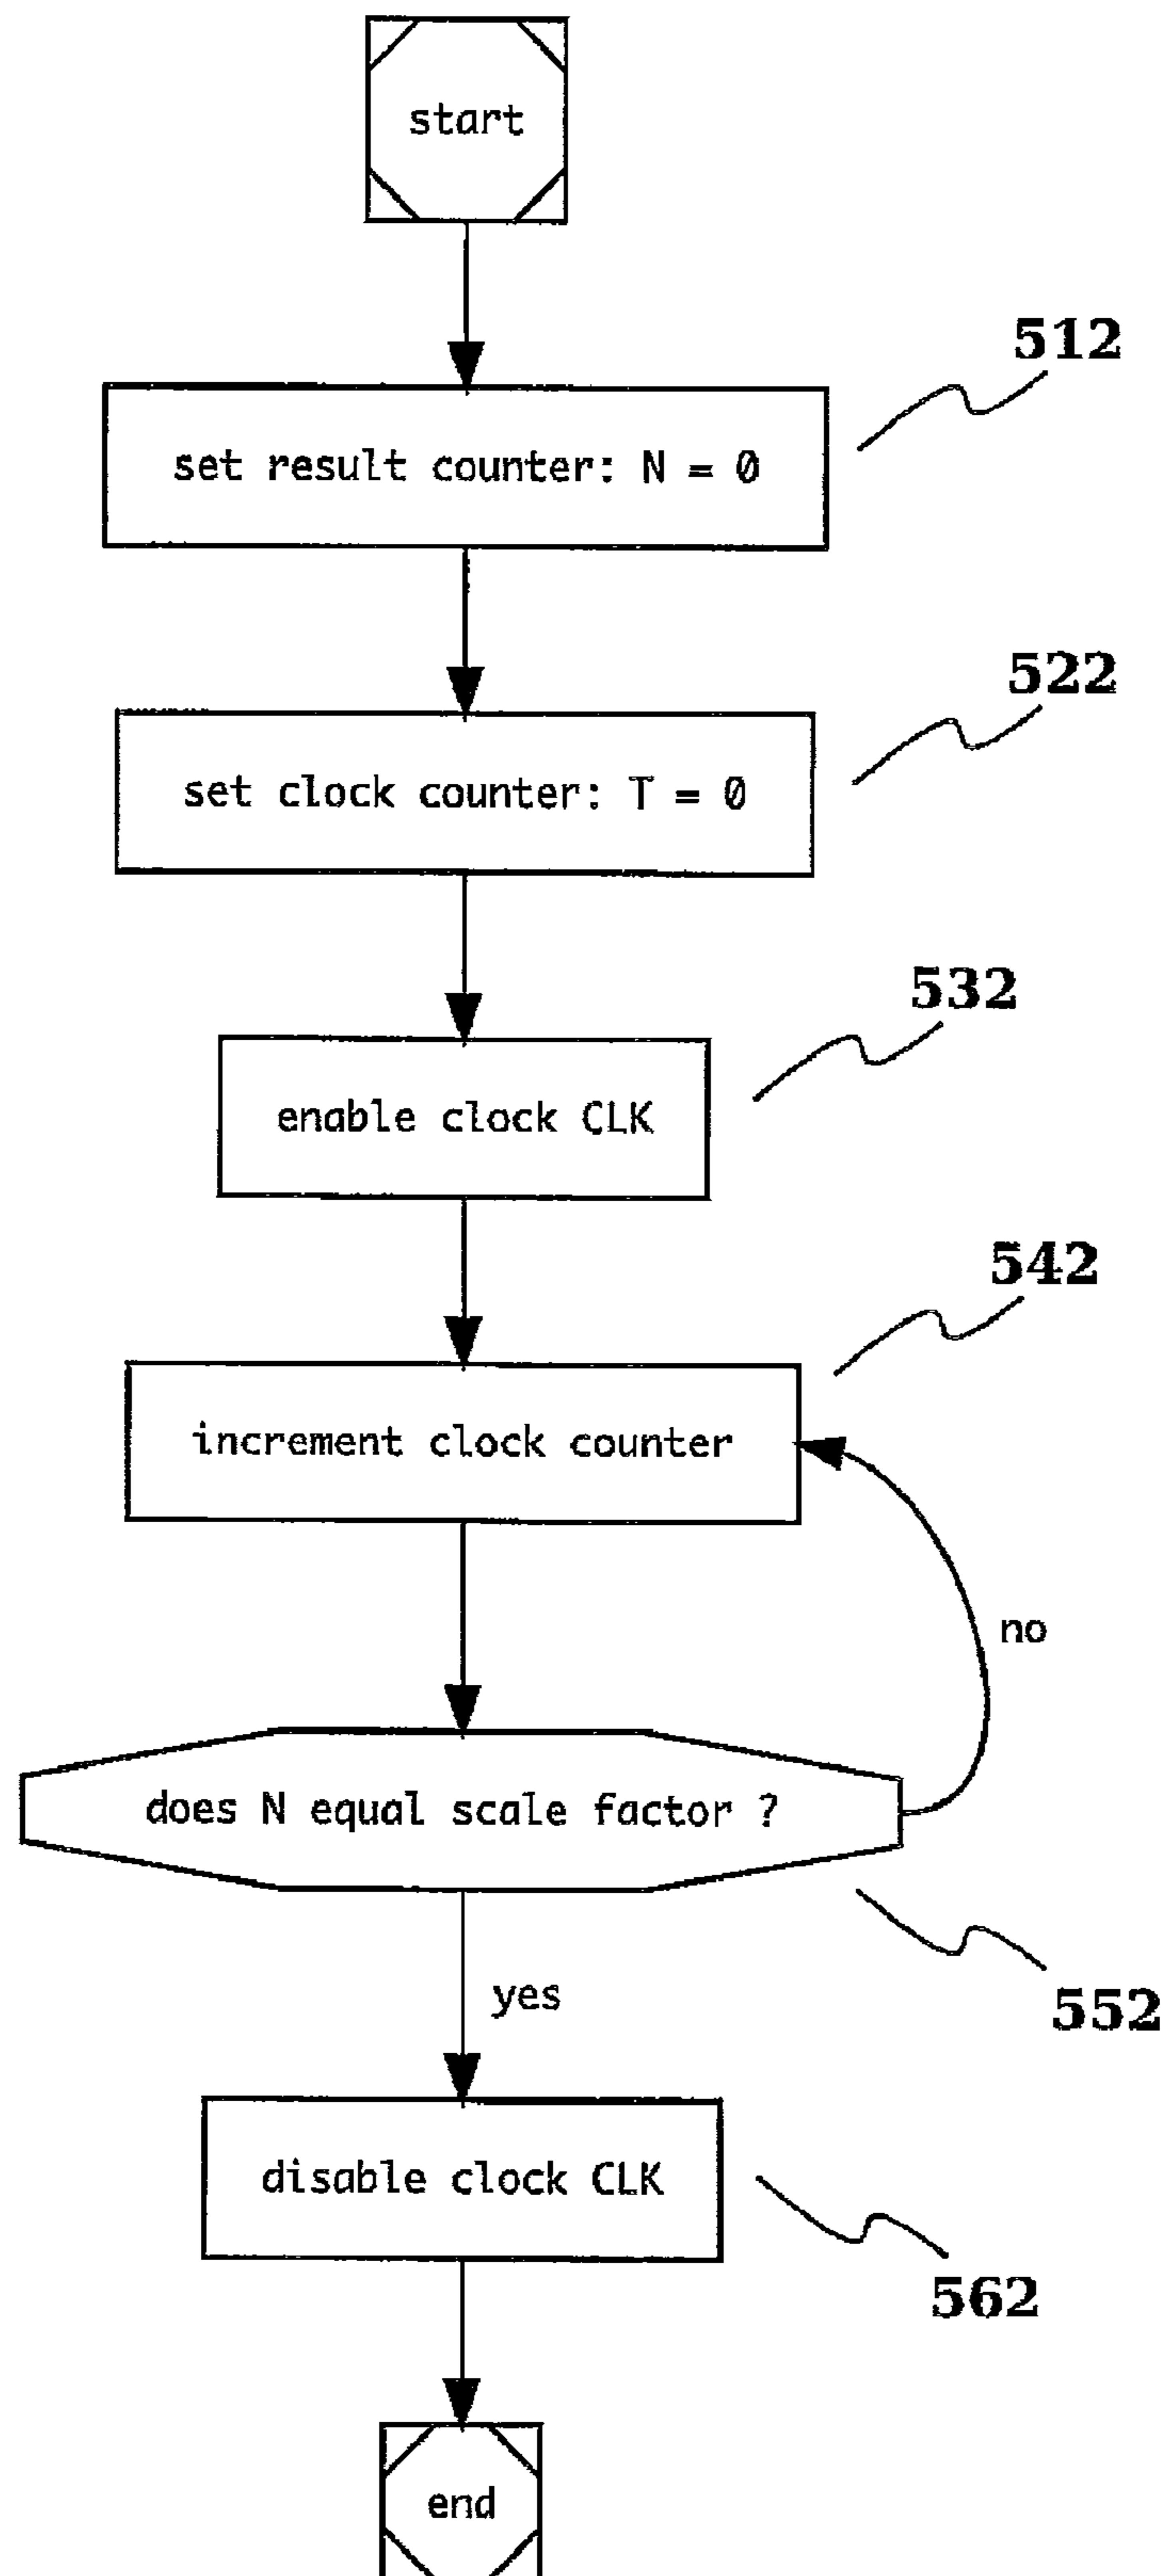 start
512
set result counter: N = 0
522
set clock counter: T = 0
532
enable clock CLK
542
increment clock counter
no
does N equal scale factor ?
yes
552
disable clock CLK
562
end